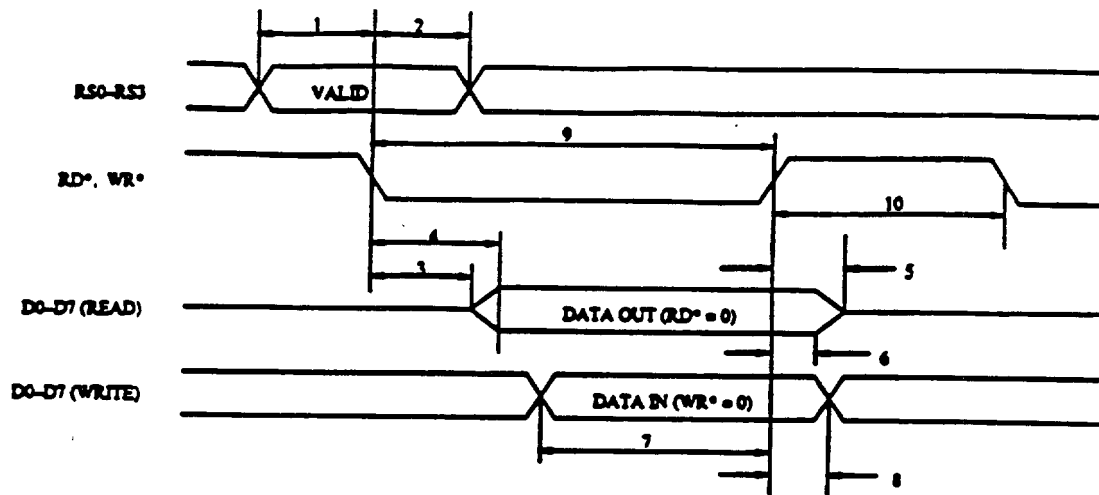 1 2
RS0–RS3 VALID
9
RD*, WR*
10
4
3 5
D0–D7 (READ) DATA OUT (RD* = 0)
6
D0–D7 (WRITE) DATA IN (WR* = 0)
7
8